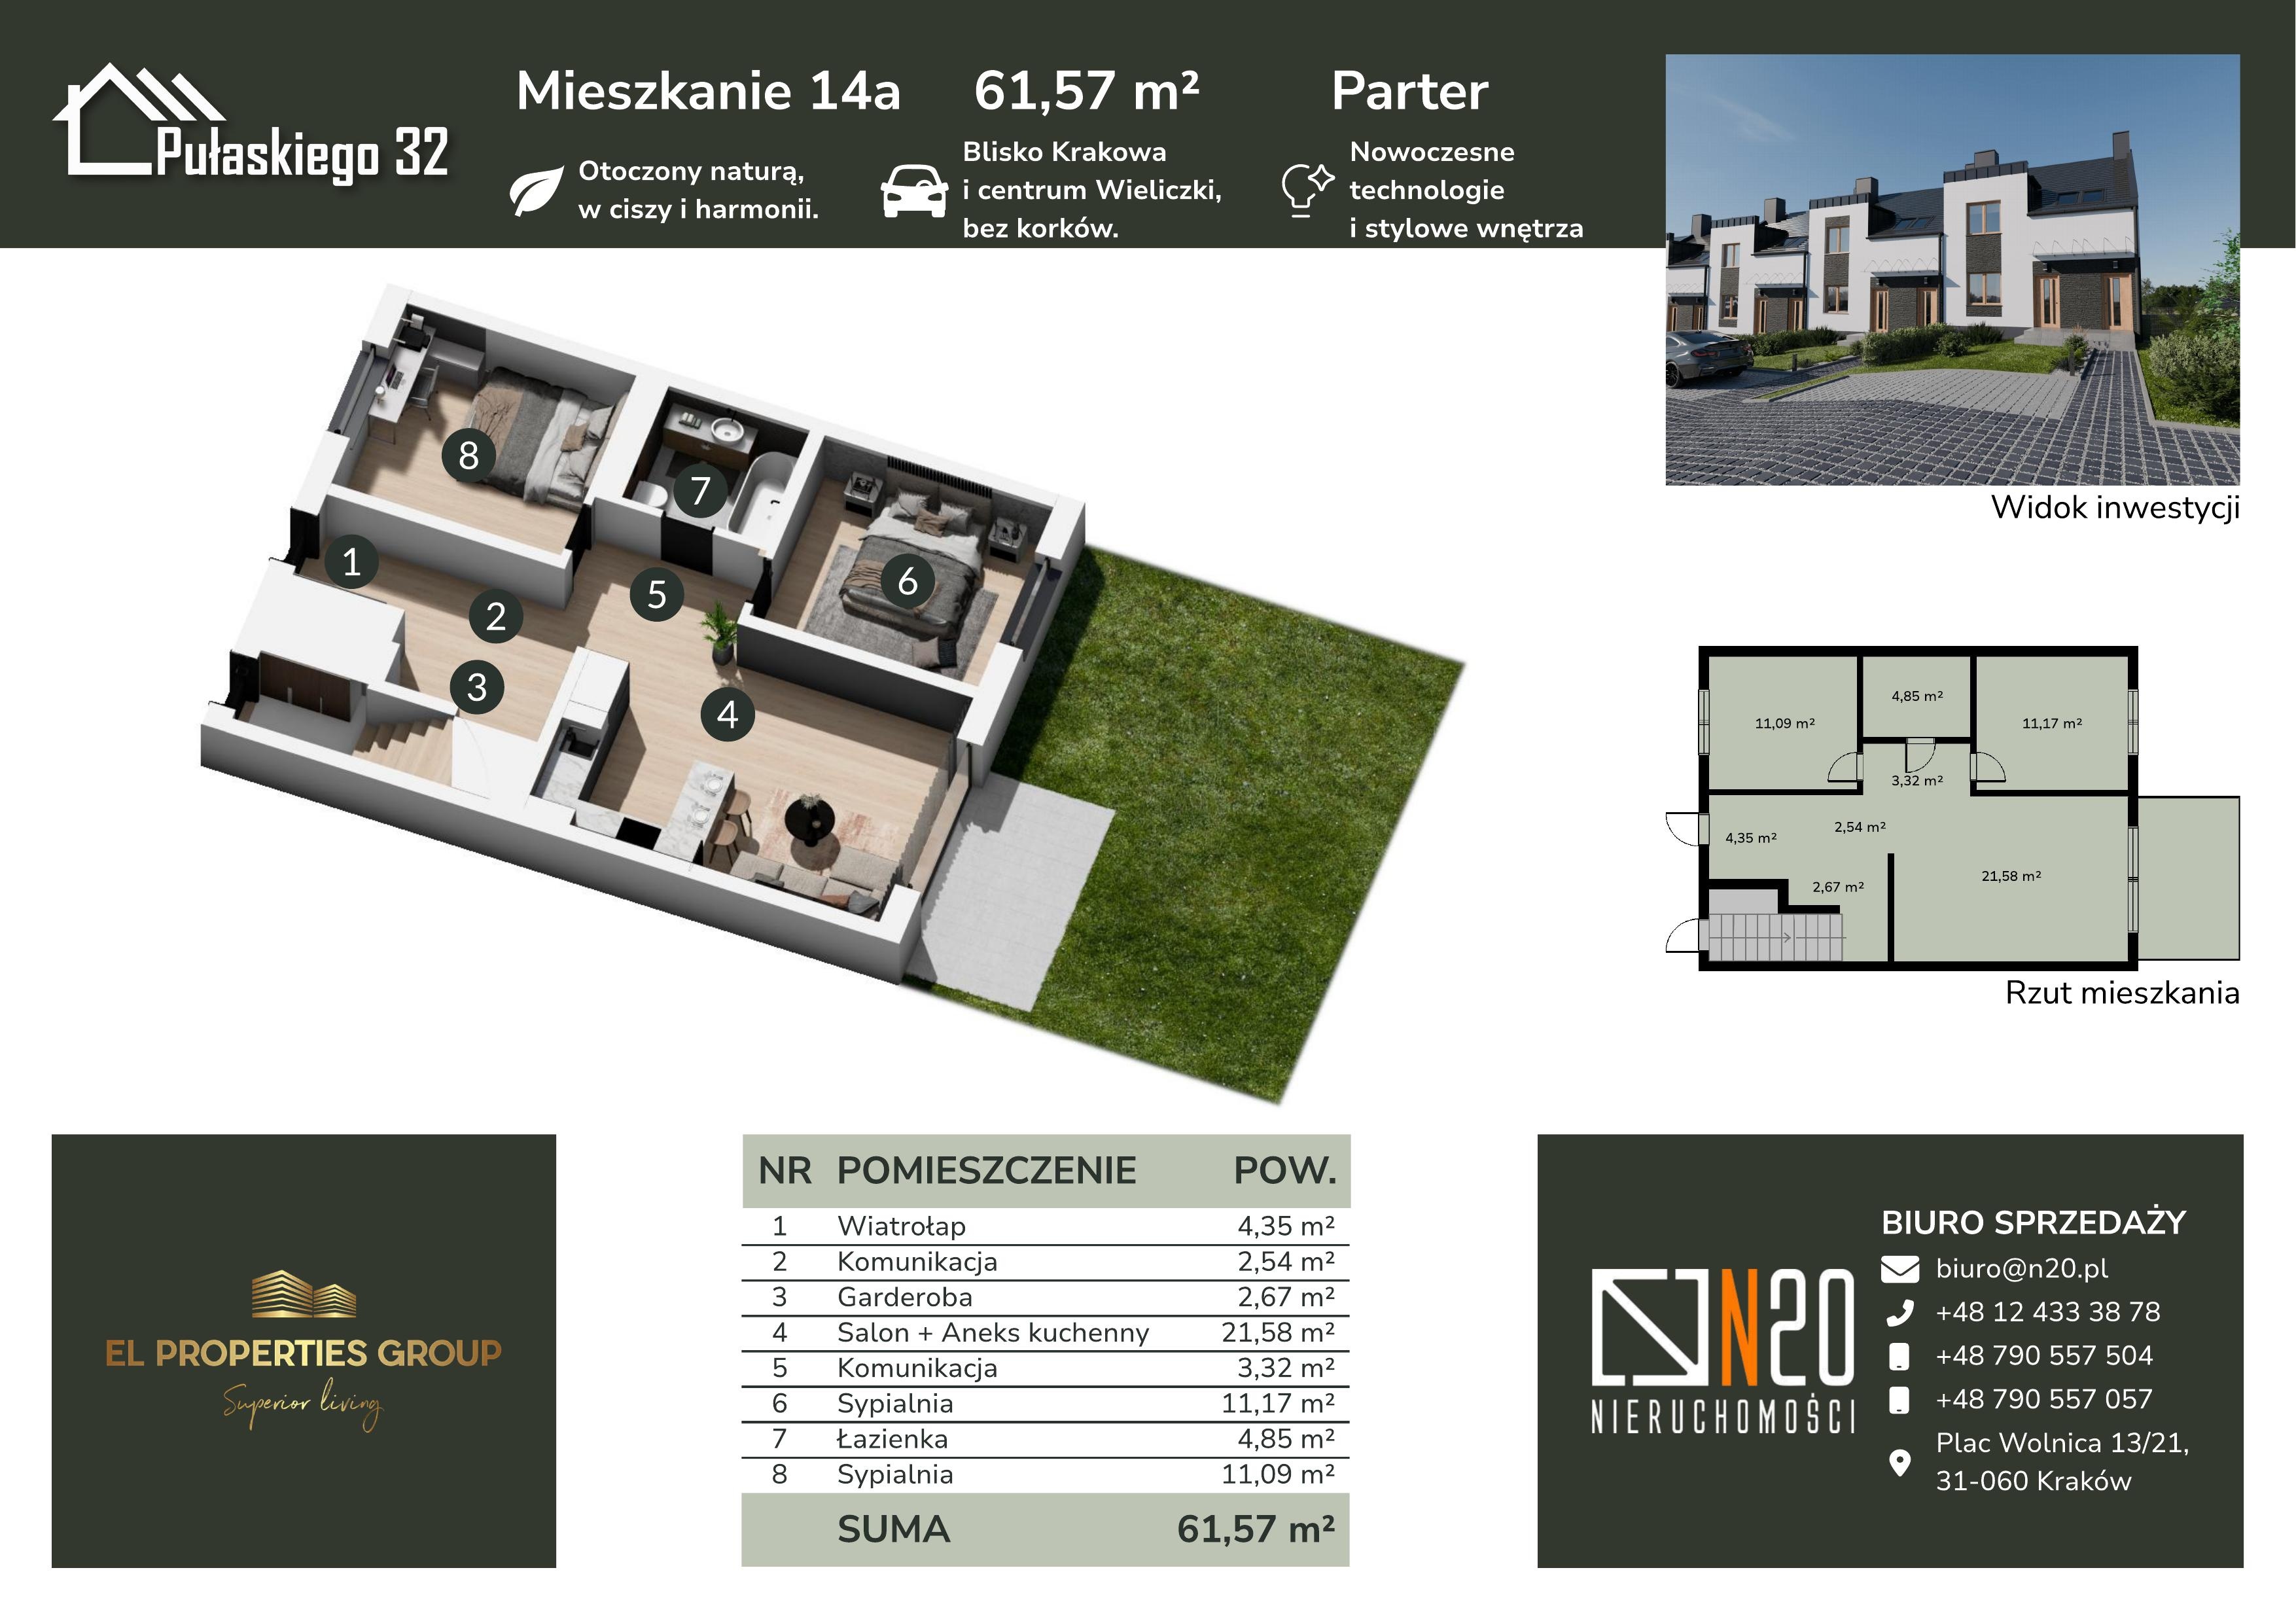 Pułaskiego 32
Mieszkanie 14a
61,57 m²
Parter
Otoczony naturą,
w ciszy i harmonii.
Blisko Krakowa
i centrum Wieliczki,
bez korków.
Nowoczesne
technologie
i stylowe wnętrza
Widok inwestycji
8
7
6
1
2
5
3
4
11,09 m²
4,85 m²
11,17 m²
3,32 m²
4,35 m²
2,54 m²
2,67 m²
21,58 m²
Rzut mieszkania
EL PROPERTIES GROUP
Superior living
NR POMIESZCZENIE POW.
1 Wiatrołap 4,35 m²
2 Komunikacja 2,54 m²
3 Garderoba 2,67 m²
4 Salon + Aneks kuchenny 21,58 m²
5 Komunikacja 3,32 m²
6 Sypialnia 11,17 m²
7 Łazienka 4,85 m²
8 Sypialnia 11,09 m²
SUMA 61,57 m²
N20
NIERUCHOMOŚCI
BIURO SPRZEDAŻY
biuro@n20.pl
+48 12 433 38 78
+48 790 557 504
+48 790 557 057
Plac Wolnica 13/21,
31-060 Kraków